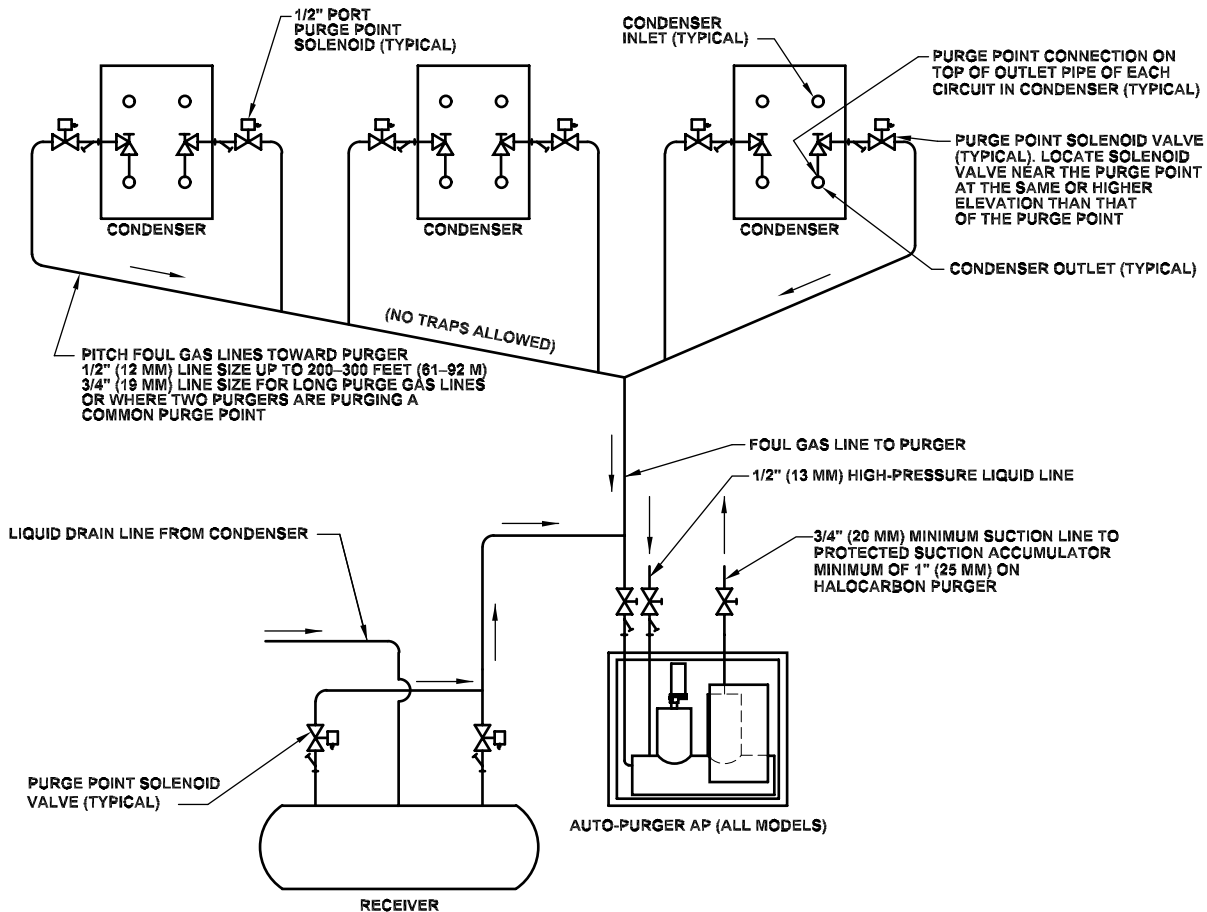 1/2" PORT
PURGE POINT
SOLENOID (TYPICAL)
CONDENSER
INLET (TYPICAL)
PURGE POINT CONNECTION ON
TOP OF OUTLET PIPE OF EACH
CIRCUIT IN CONDENSER (TYPICAL)
PURGE POINT SOLENOID VALVE
(TYPICAL). LOCATE SOLENOID
VALVE NEAR THE PURGE POINT
AT THE SAME OR HIGHER
ELEVATION THAN THAT
OF THE PURGE POINT
CONDENSER
CONDENSER
CONDENSER
CONDENSER OUTLET (TYPICAL)
(NO TRAPS ALLOWED)
PITCH FOUL GAS LINES TOWARD PURGER
1/2" (12 MM) LINE SIZE UP TO 200–300 FEET (61–92 M)
3/4" (19 MM) LINE SIZE FOR LONG PURGE GAS LINES
OR WHERE TWO PURGERS ARE PURGING A
COMMON PURGE POINT
FOUL GAS LINE TO PURGER
1/2" (13 MM) HIGH-PRESSURE LIQUID LINE
LIQUID DRAIN LINE FROM CONDENSER
3/4" (20 MM) MINIMUM SUCTION LINE TO
PROTECTED SUCTION ACCUMULATOR
MINIMUM OF 1" (25 MM) ON
HALOCARBON PURGER
PURGE POINT SOLENOID
VALVE (TYPICAL)
AUTO-PURGER AP (ALL MODELS)
RECEIVER